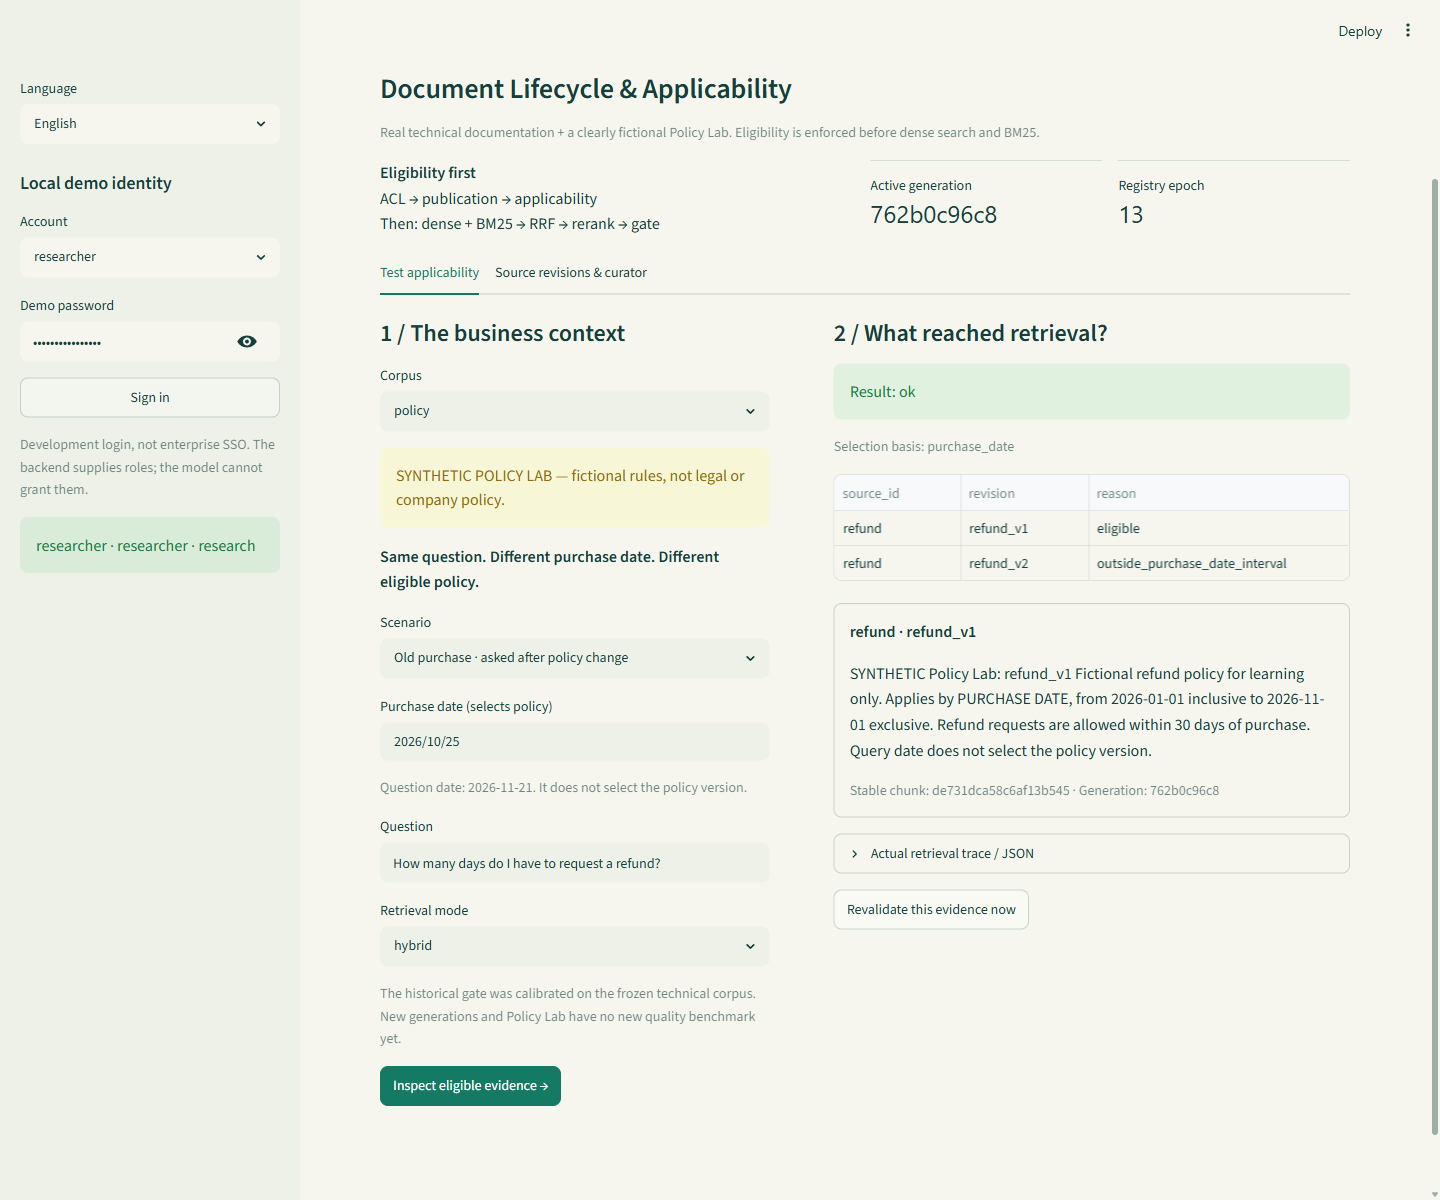 Deploy
Language
English
Local demo identity
Account
researcher
Demo password
••••••••••••••••
Sign in
Development login, not enterprise SSO. The
backend supplies roles; the model cannot
grant them.
researcher · researcher · research
Document Lifecycle & Applicability
Real technical documentation + a clearly fictional Policy Lab. Eligibility is enforced before dense search and BM25.
Eligibility first
ACL → publication → applicability
Then: dense + BM25 → RRF → rerank → gate
Active generation
762b0c96c8
Registry epoch
13
Test applicability
Source revisions & curator
1 / The business context
Corpus
policy
SYNTHETIC POLICY LAB — fictional rules, not legal or
company policy.
Same question. Different purchase date. Different
eligible policy.
Scenario
Old purchase · asked after policy change
Purchase date (selects policy)
2026/10/25
Question date: 2026-11-21. It does not select the policy version.
Question
How many days do I have to request a refund?
Retrieval mode
hybrid
The historical gate was calibrated on the frozen technical corpus.
New generations and Policy Lab have no new quality benchmark
yet.
Inspect eligible evidence →
2 / What reached retrieval?
Result: ok
Selection basis: purchase_date
source_id revision reason
refund refund_v1 eligible
refund refund_v2 outside_purchase_date_interval
refund · refund_v1
SYNTHETIC Policy Lab: refund_v1 Fictional refund policy for learning
only. Applies by PURCHASE DATE, from 2026-01-01 inclusive to 2026-11-
01 exclusive. Refund requests are allowed within 30 days of purchase.
Query date does not select the policy version.
Stable chunk: de731dca58c6af13b545 · Generation: 762b0c96c8
Actual retrieval trace / JSON
Revalidate this evidence now